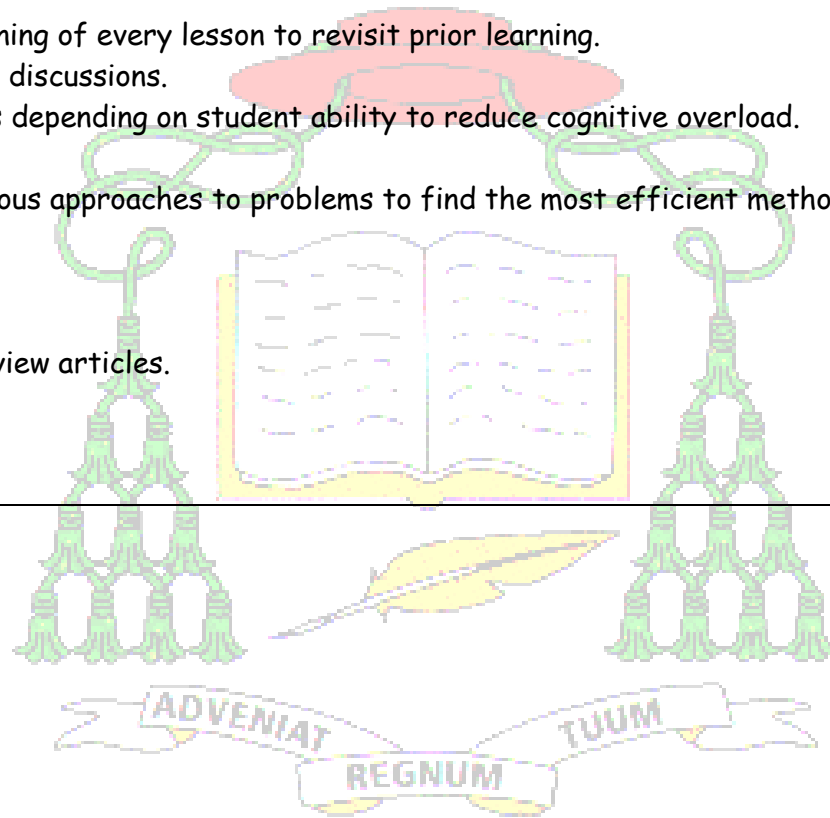 ning of every lesson to revisit prior learning.
discussions.
depending on student ability to reduce cognitive overload.
ous approaches to problems to find the most efficient metho
view articles.
ADVENIAT
REGNUM
TUUM